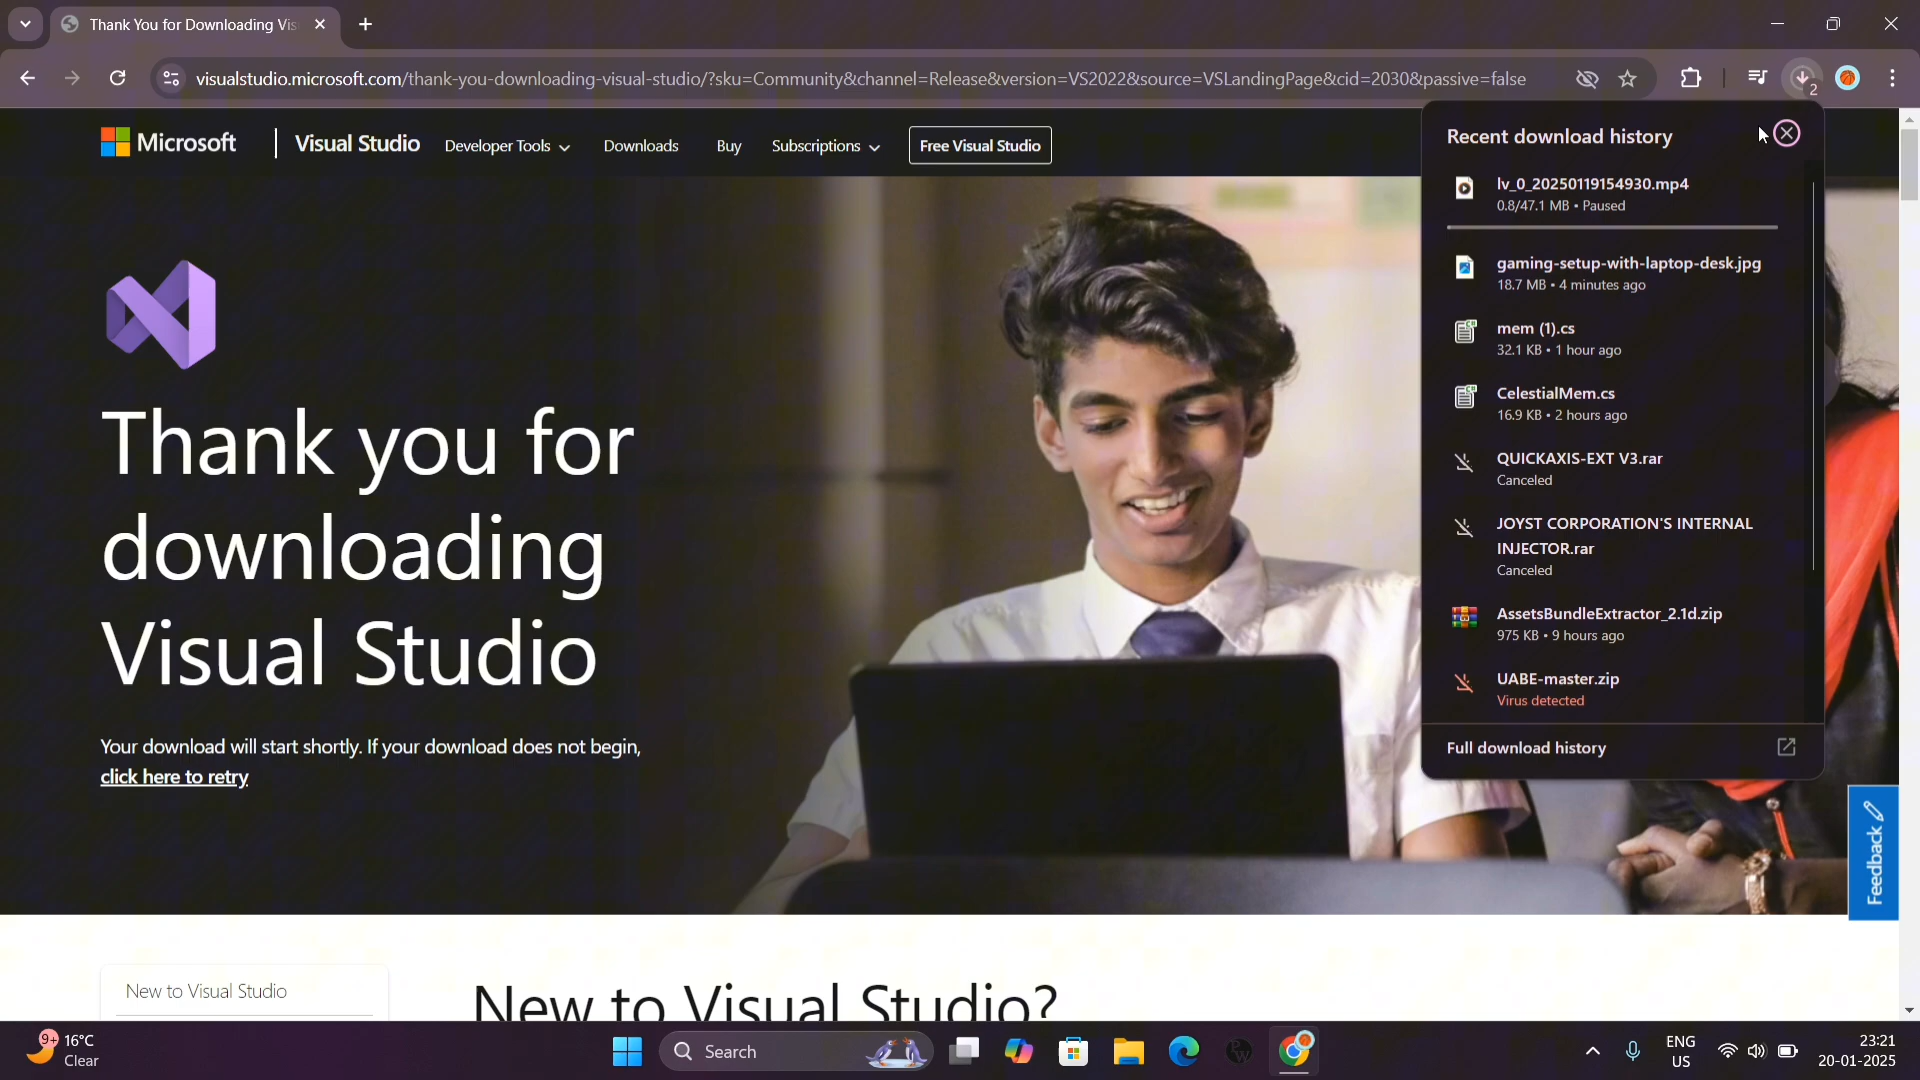 Thank You for Downloading Vis
visualstudio.microsoft.com/thank-you-downloading-visual-studio/?sku=Community&channel=Release&version=VS2022&source=VSLandingPage&cid=2030&passive=false
2
Microsoft
Visual Studio
Developer Tools
Downloads
Buy
Subscriptions
Free Visual Studio
Thank you for
downloading
Visual Studio
Your download will start shortly. If your download does not begin,
click here to retry
Recent download history
lv_0_20250119154930.mp4
0.8/47.1 MB • Paused
gaming-setup-with-laptop-desk.jpg
18.7 MB • 4 minutes ago
mem (1).cs
32.1 KB • 1 hour ago
CelestialMem.cs
16.9 KB • 2 hours ago
QUICKAXIS-EXT V3.rar
Canceled
JOYST CORPORATION'S INTERNAL
INJECTOR.rar
Canceled
AssetsBundleExtractor_2.1d.zip
975 KB • 9 hours ago
UABE-master.zip
Virus detected
Full download history
Feedback
New to Visual Studio
New to Visual Studio?
9+
16°C
Clear
Search
ENG
US
23:21
20-01-2025